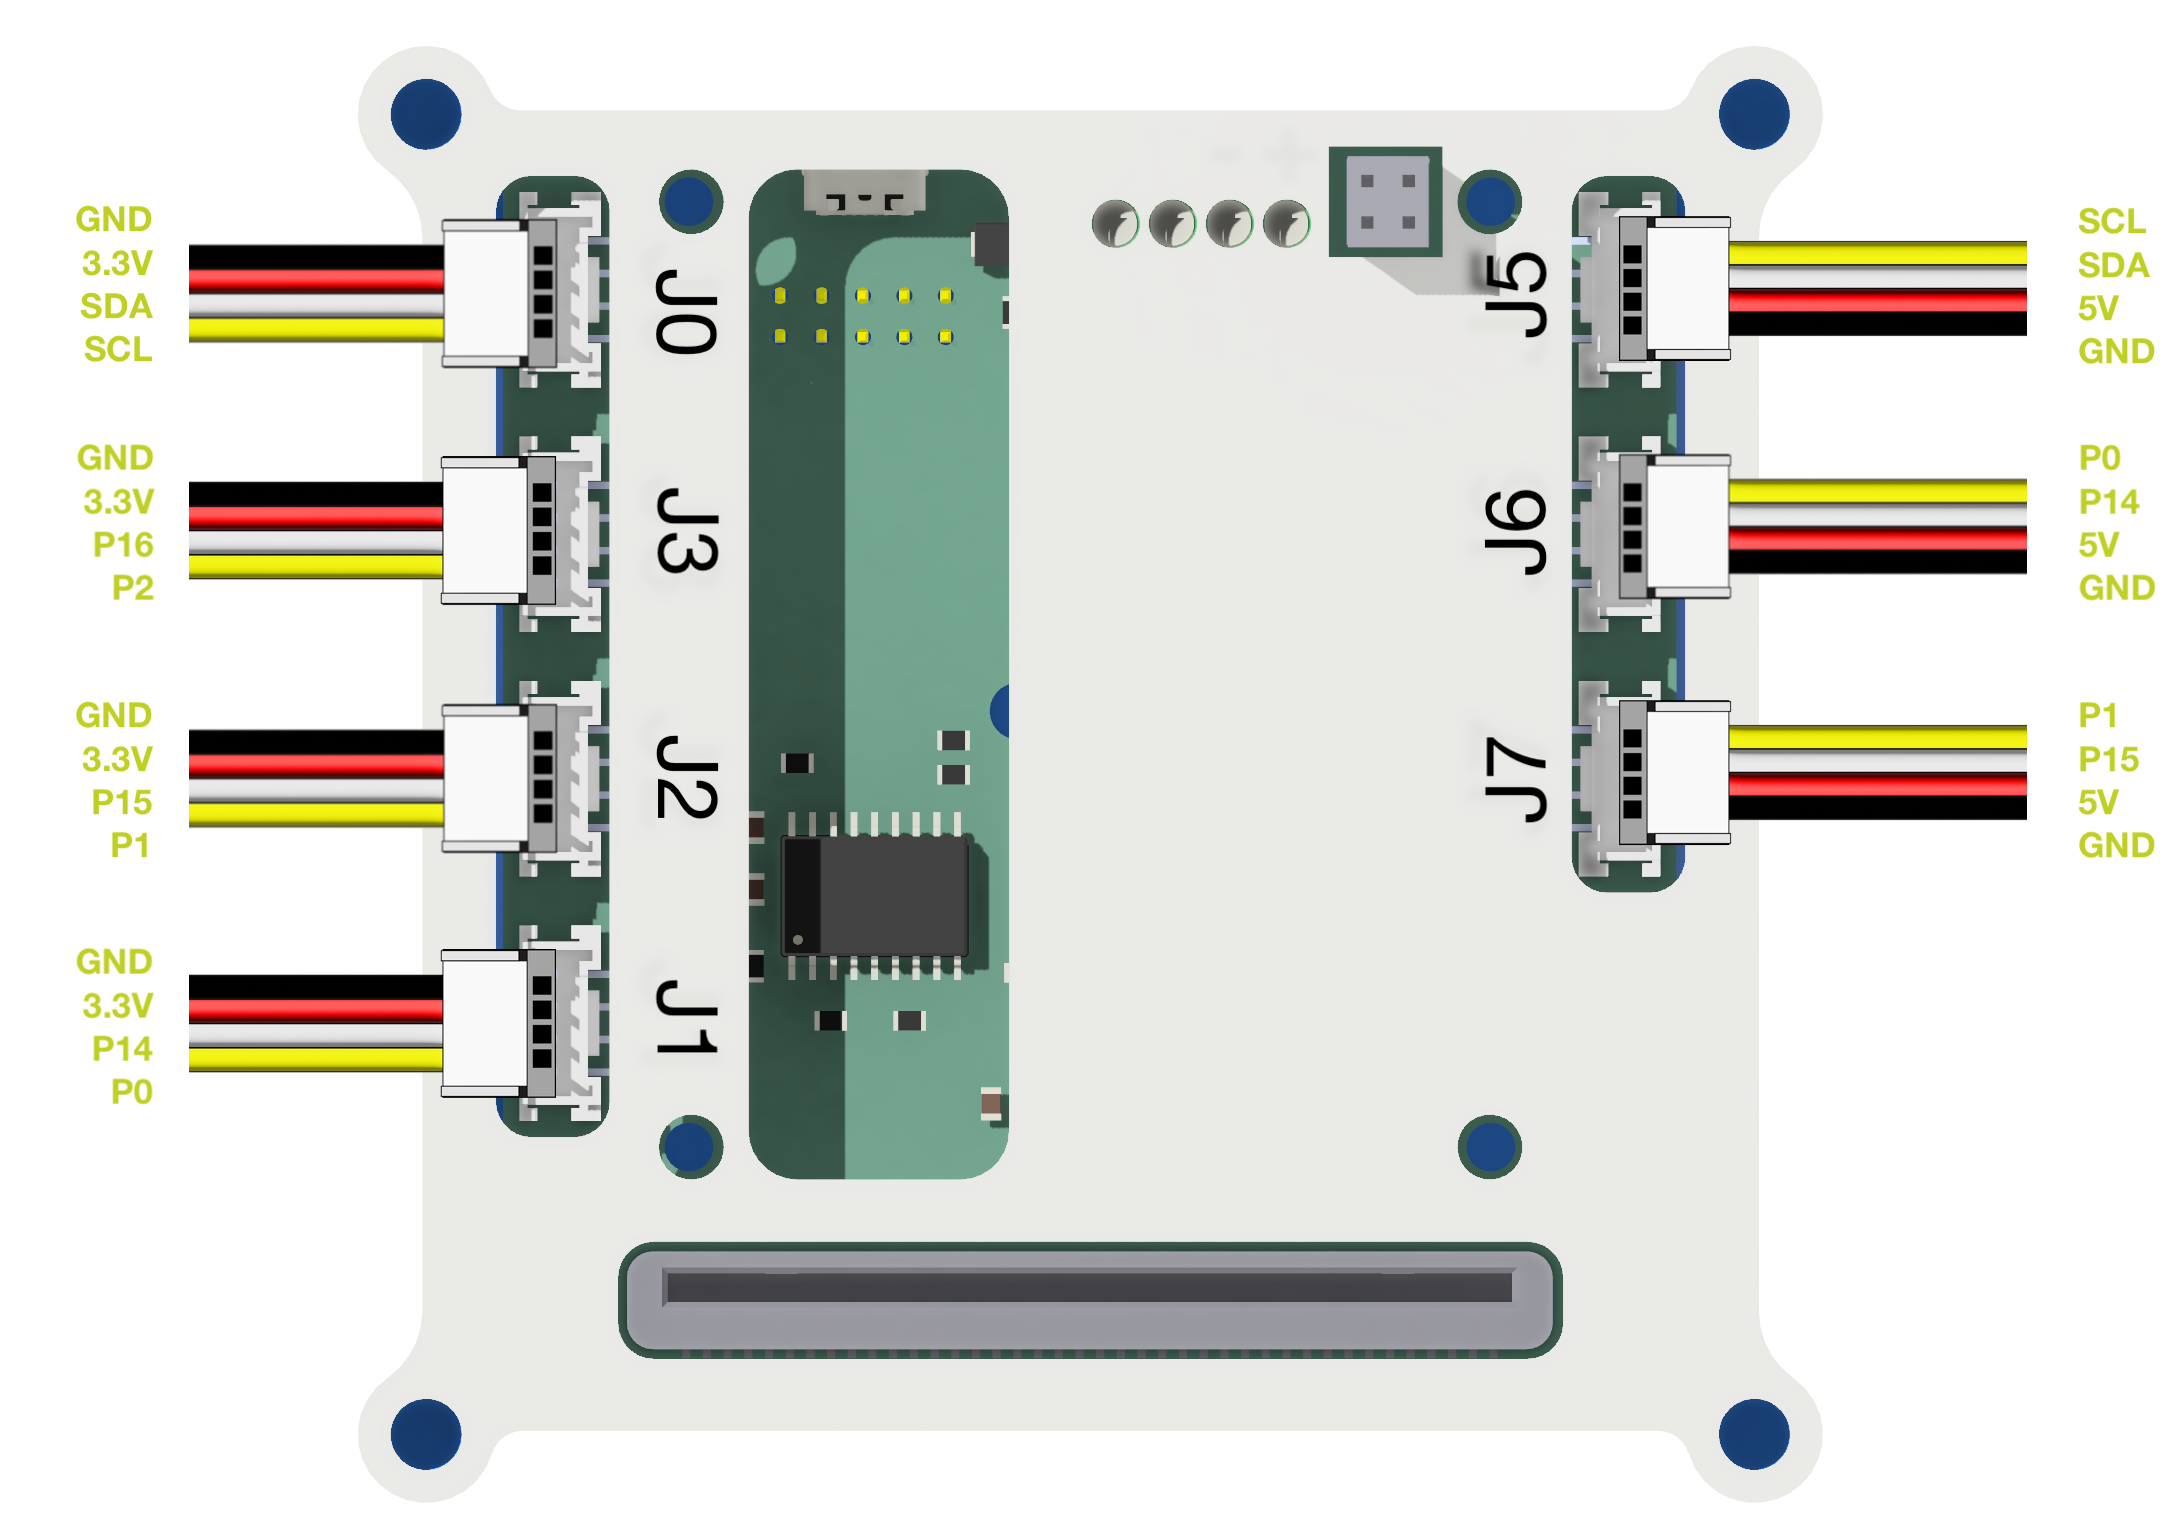 GND
3.3V
SDA
SCL
J0
GND
3.3V
P16
P2
J3
GND
3.3V
P15
P1
J2
GND
3.3V
P14
P0
J1
- +
J5
SCL
SDA
5V
GND
J6
P0
P14
5V
GND
J7
P1
P15
5V
GND